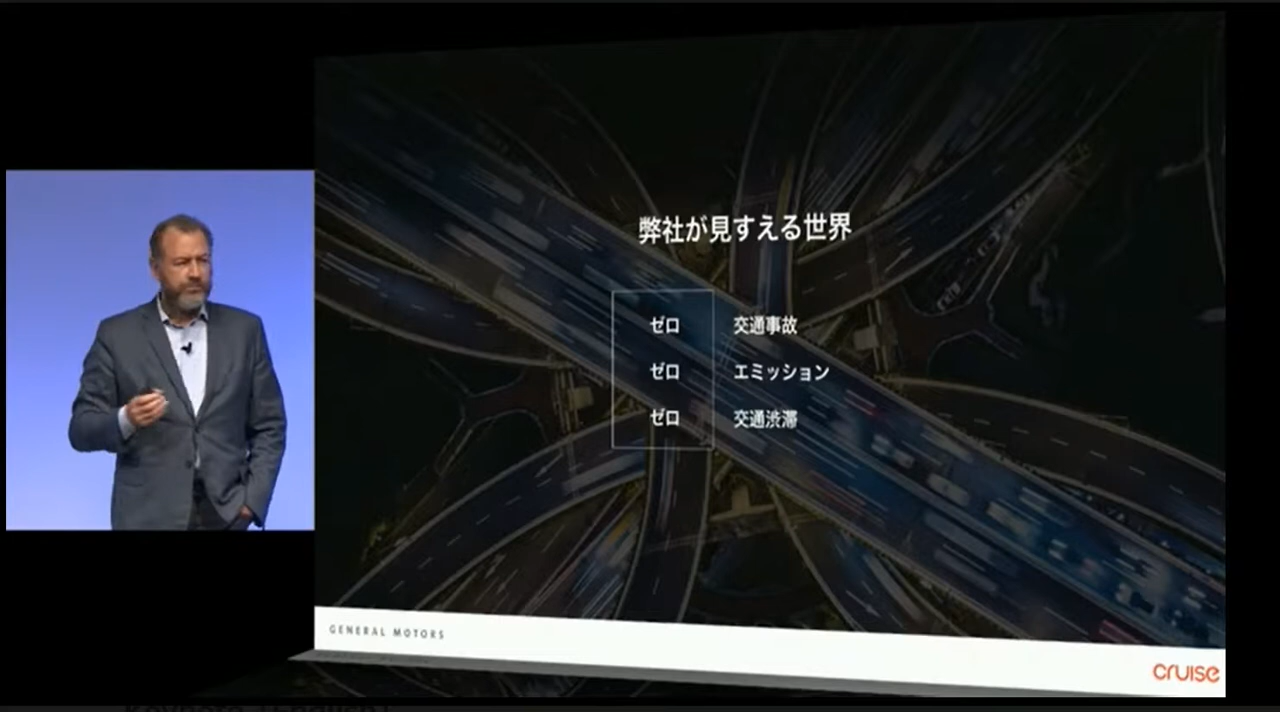 弊社が見すえる世界
ゼロ 交通事故
ゼロ エミッション
ゼロ 交通渋滞
GENERAL MOTORS
cruise